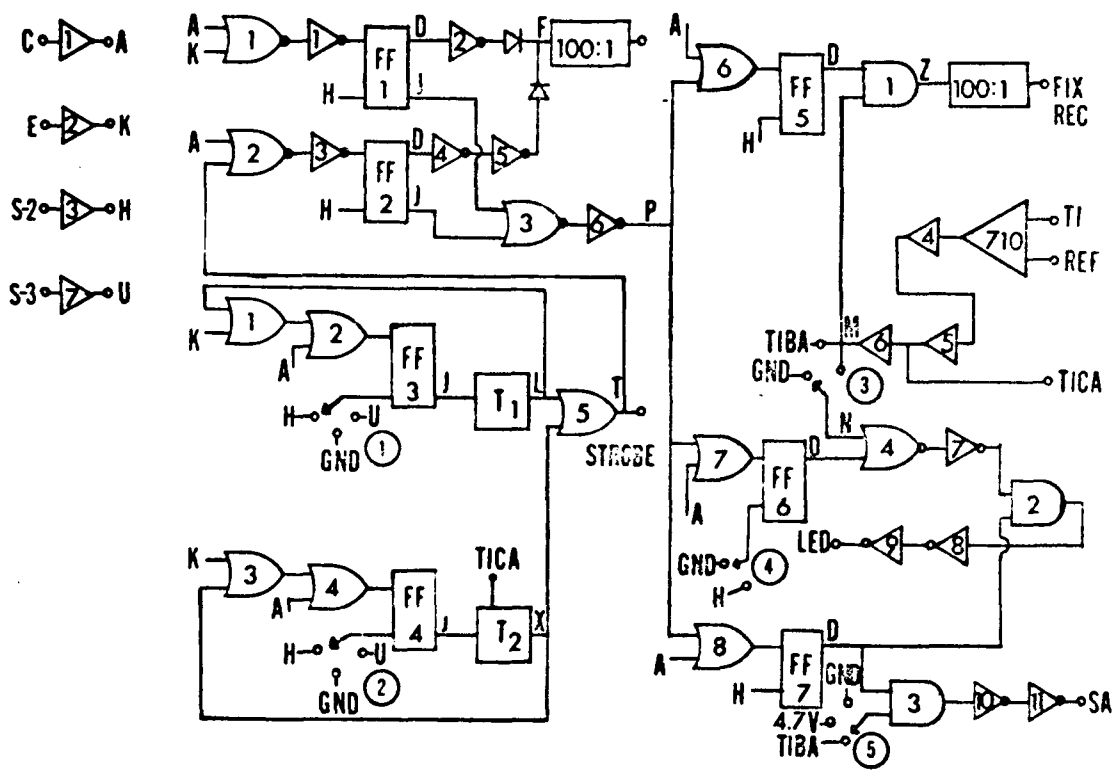 C 1 A
E 2 K
S-2 3 H
S-3 7 U
A
K
1
1
H
FF
1
D
J
2
F
100:1
A
2
3
H
FF
2
D
J
4
5
3
6
P
K
1
A
2
FF
3
J
H
U
GND
1
T1
L
5
T
STROBE
K
3
A
4
FF
4
J
H
U
GND
2
TICA
T2
X
A
6
FF
5
H
D
1
Z
100:1
FIX
REC
4
710
TI
REF
TIBA
M
6
5
TICA
GND
3
N
7
A
FF
6
D
4
7
2
GND
4
H
LED
9
8
8
A
FF
7
H
D
GND
4.7V
TIBA
5
3
10
11
SA